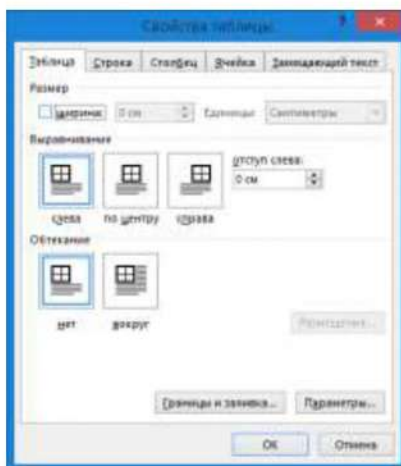 Свойства таблицы ?
Таблица Строка Столбец Ячейка Замещающий текст
Размер
ширина: 0 см Единицы: Сантиметры
Выравнивание
отступ слева:
0 см
слева по центру справа
Обтекание
нет вокруг
Размещение...
Границы и заливка... Параметры...
ОК Отмена